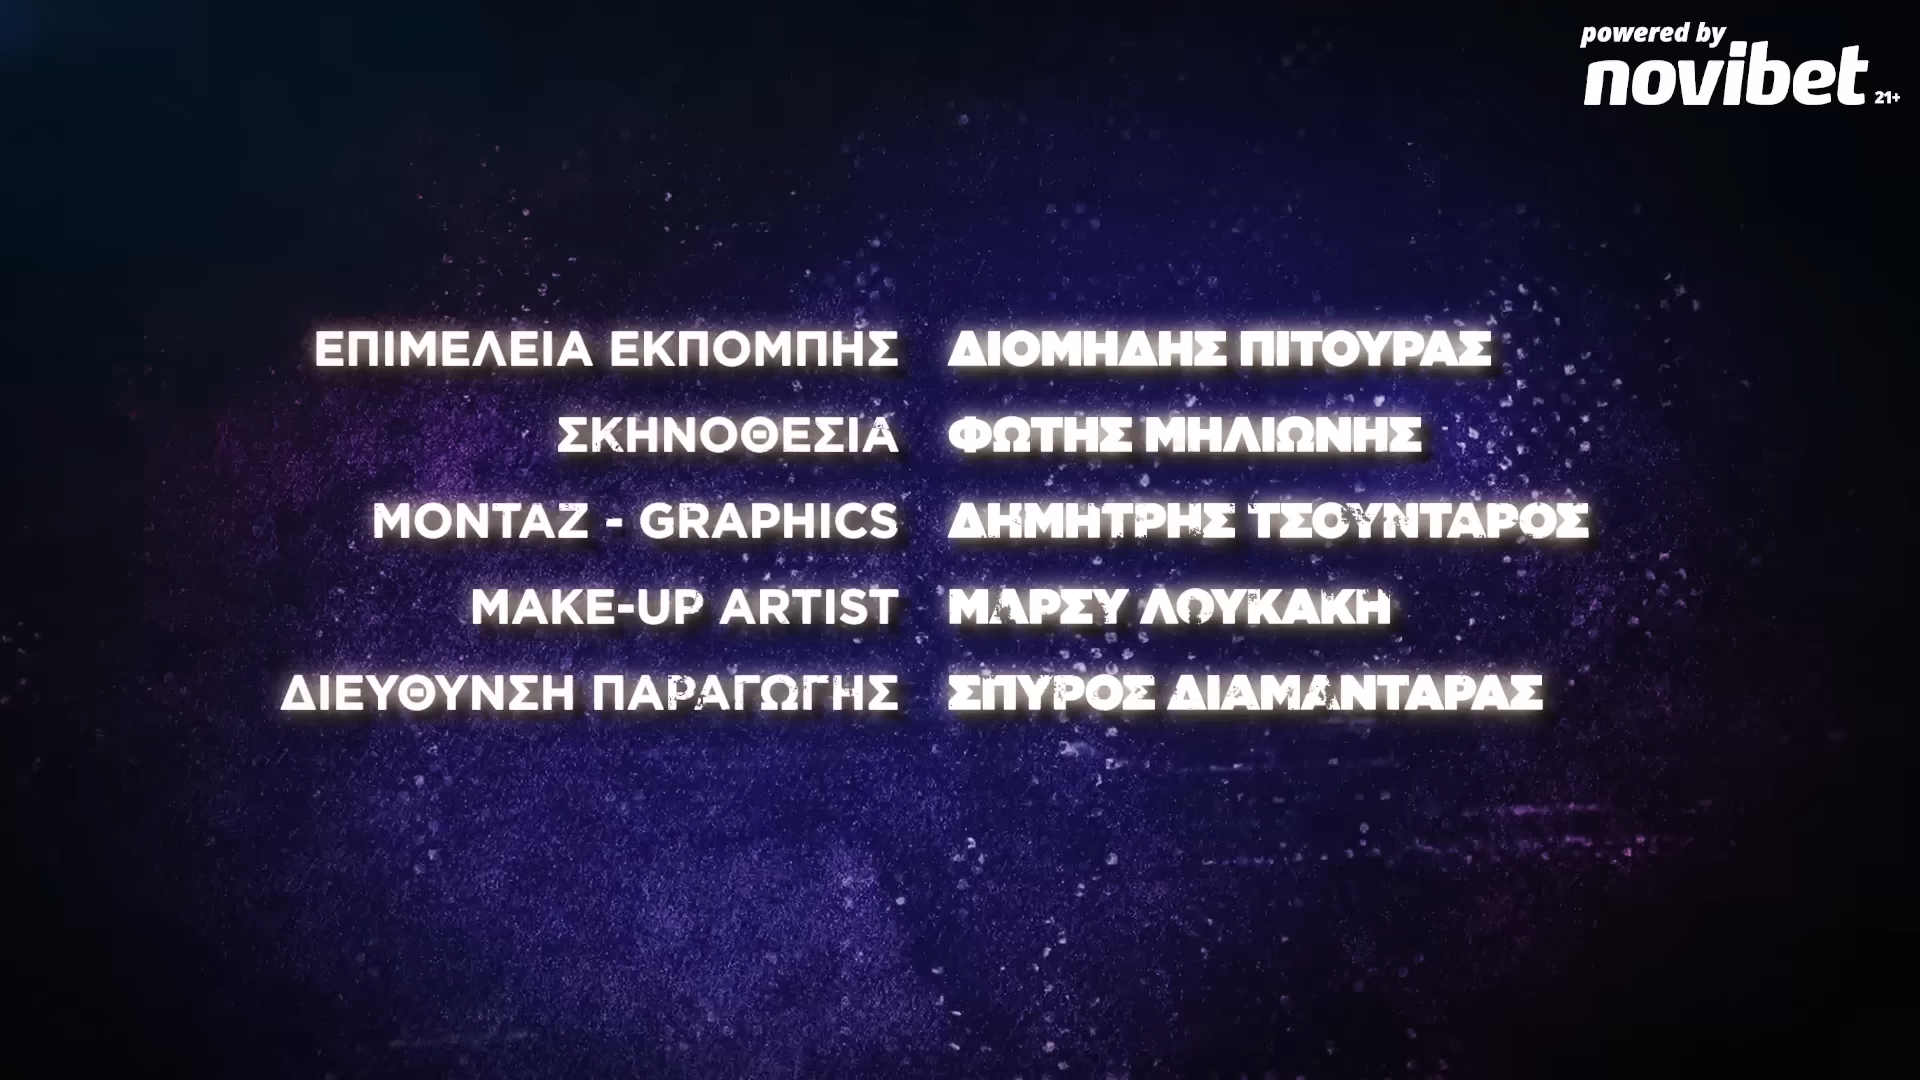 powered by
novibet 21+
ΕΠΙΜΕΛΕΙΑ ΕΚΠΟΜΠΗΣ ΔΙΟΜΗΔΗΣ ΠΙΤΟΥΡΑΣ
ΣΚΗΝΟΘΕΣΙΑ ΦΩΤΗΣ ΜΗΛΙΩΝΗΣ
ΜΟΝΤΑΖ - GRAPHICS ΔΗΜΗΤΡΗΣ ΤΣΟΥΝΤΑΡΟΣ
MAKE-UP ARTIST ΜΑΡΣΥ ΛΟΥΚΑΚΗ
ΔΙΕΥΘΥΝΣΗ ΠΑΡΑΓΩΓΗΣ ΣΠΥΡΟΣ ΔΙΑΜΑΝΤΑΡΑΣ